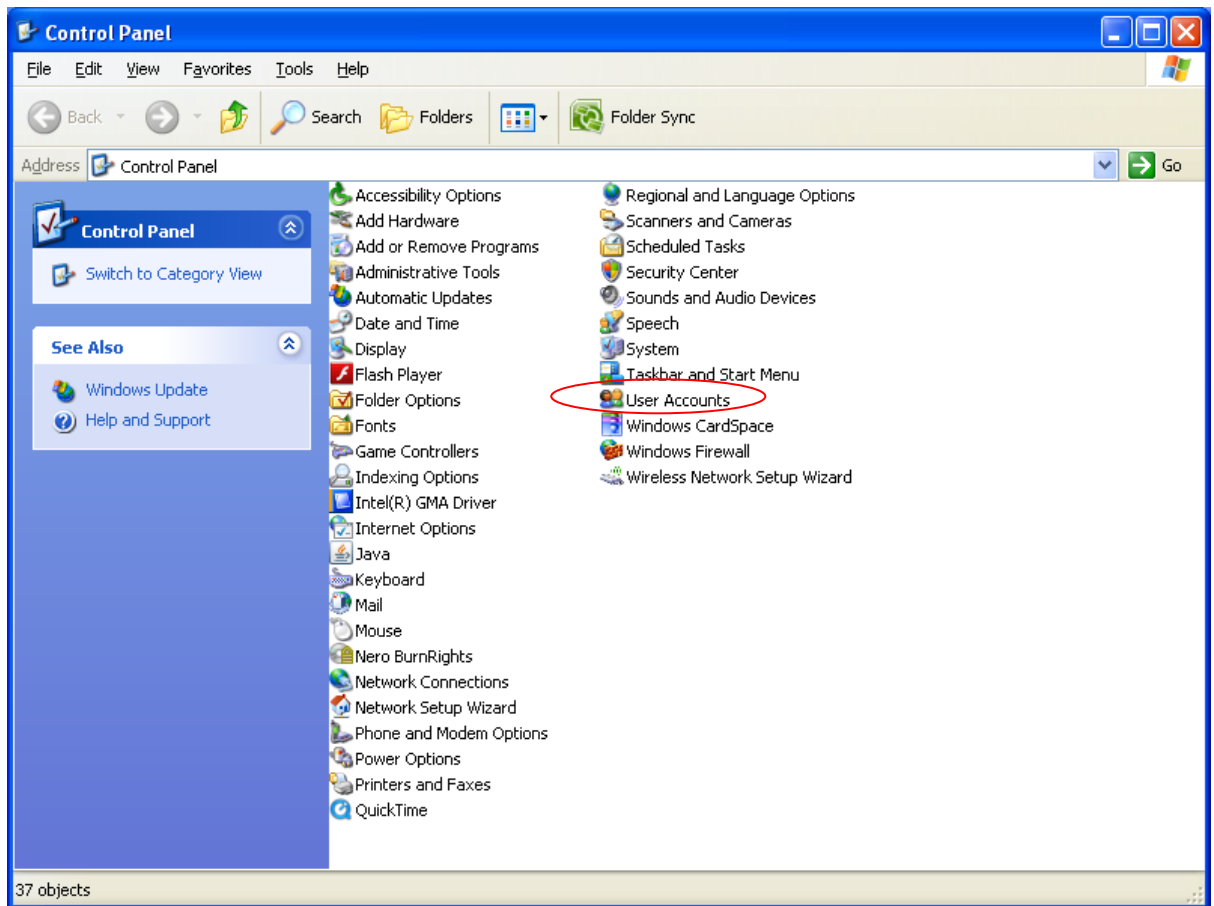 Control Panel
File Edit View Favorites Tools Help
Back Search Folders Folder Sync
Address Control Panel Go
Control Panel
Switch to Category View
See Also
Windows Update
Help and Support
Accessibility Options
Add Hardware
Add or Remove Programs
Administrative Tools
Automatic Updates
Date and Time
Display
Flash Player
Folder Options
Fonts
Game Controllers
Indexing Options
Intel(R) GMA Driver
Internet Options
Java
Keyboard
Mail
Mouse
Nero BurnRights
Network Connections
Network Setup Wizard
Phone and Modem Options
Power Options
Printers and Faxes
QuickTime
Regional and Language Options
Scanners and Cameras
Scheduled Tasks
Security Center
Sounds and Audio Devices
Speech
System
Taskbar and Start Menu
User Accounts
Windows CardSpace
Windows Firewall
Wireless Network Setup Wizard
37 objects